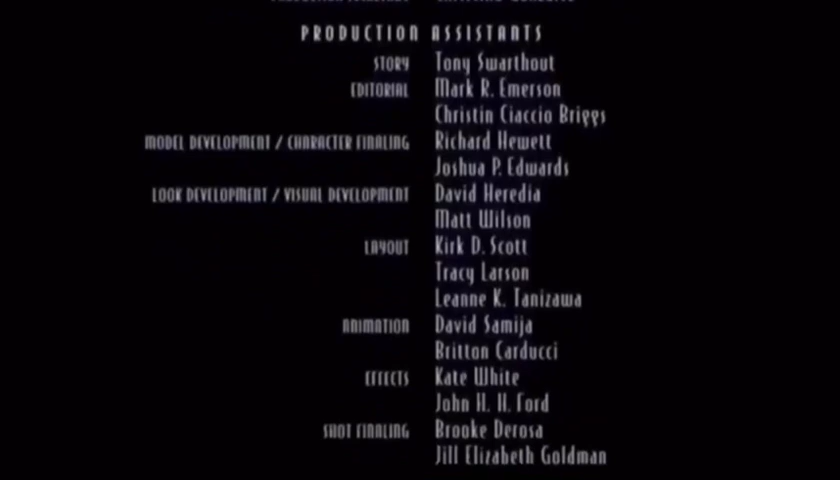 PRODUCTION ASSISTANTS
STORY Tony Swarthout
EDITORIAL Mark R. Emerson
Christin Ciaccio Briggs
MODEL DEVELOPMENT / CHARACTER FINALING Richard Hewett
Joshua P. Edwards
LOOK DEVELOPMENT / VISUAL DEVELOPMENT David Heredia
Matt Wilson
LAYOUT Kirk D. Scott
Tracy Larson
Leanne K. Tanizawa
ANIMATION David Samija
Britton Carducci
EFFECTS Kate White
John H. H. Ford
SHOT FINALING Brooke Derosa
Jill Elizabeth Goldman